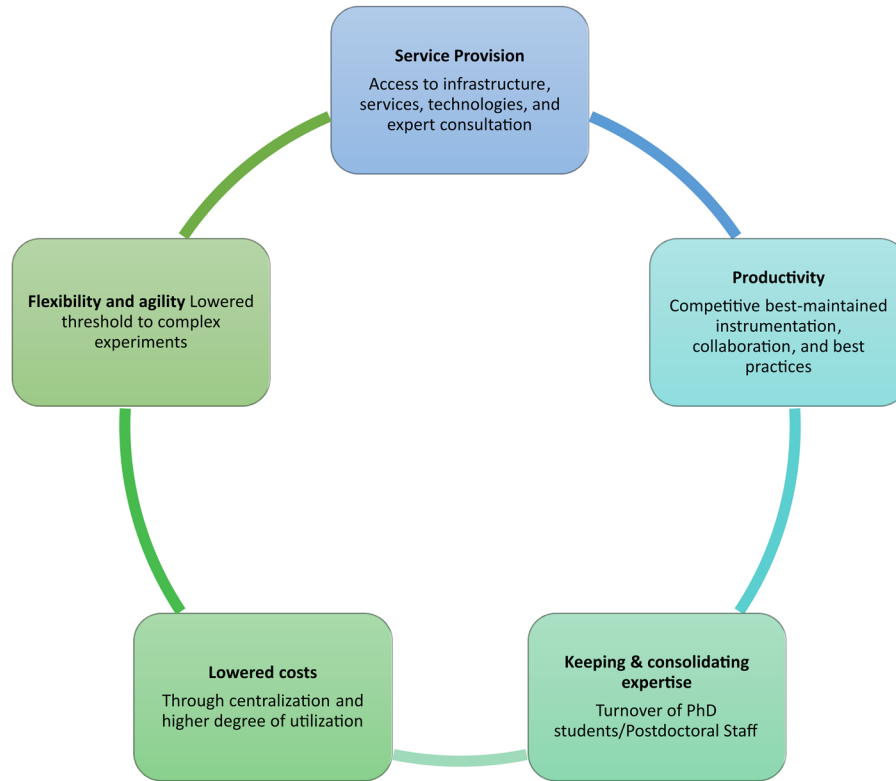 Service Provision
Access to infrastructure,
services, technologies, and
expert consultation
Productivity
Competitive best-maintained
instrumentation,
collaboration, and best
practices
Keeping & consolidating
expertise
Turnover of PhD
students/Postdoctoral Staff
Lowered costs
Through centralization and
higher degree of utilization
Flexibility and agility Lowered
threshold to complex
experiments